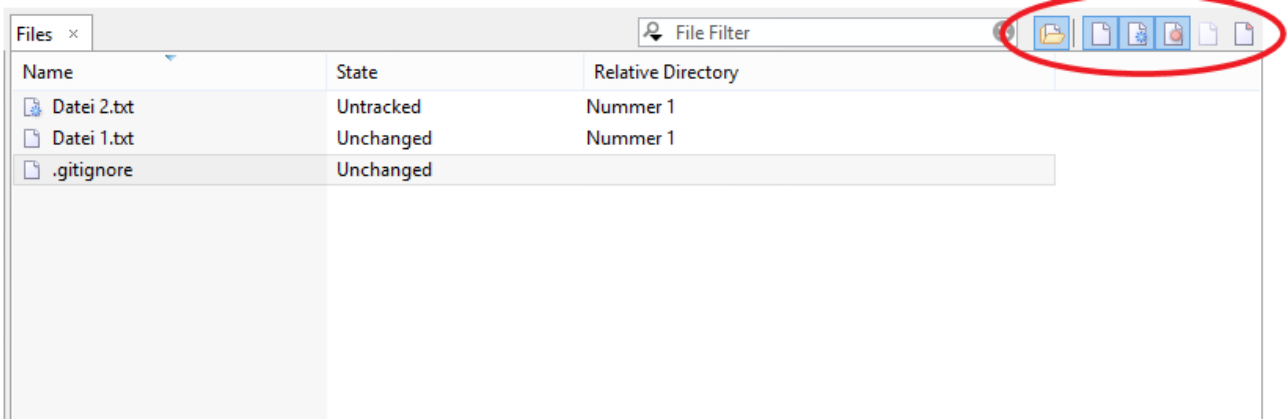 Files
File Filter
Name State Relative Directory
Datei 2.txt Untracked Nummer 1
Datei 1.txt Unchanged Nummer 1
.gitignore Unchanged